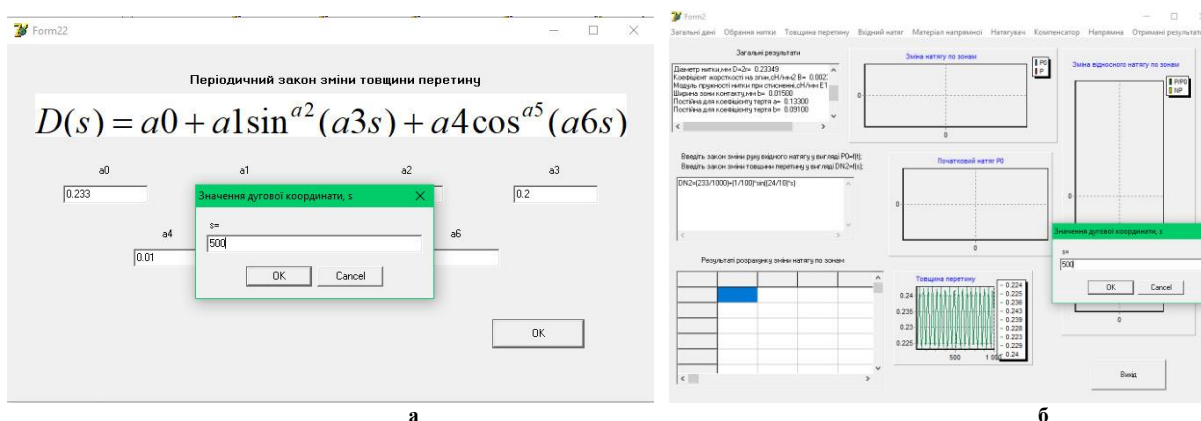 Form22
Періодичний закон зміни товщини перетину
D(s) = a0 + a1 sin^a2 (a3s) + a4 cos^a5 (a6s)
a0 a1 a2 a3
0.233 0.2
Значення дугової координати, s
s=
500
OK Cancel
a4 a6
0.01
OK
а
Form2
Загальні дані Обрання нитки Товщина перетину Вхідний натяг Матеріал напрямної Натягувач Компенсатор Напрямна Отримані результати
Загальні результати
Діаметр нитки,мм D=2r= 0.23349
Коефіцієнт жорсткості на згин,сН/мм2 B= 0.002
Модуль пружності нитки при стисненні,сН/мм E1
Ширина зони контакту,мм b= 0.01500
Постійна для коефіцієнту тертя a= 0.13300
Постійна для коефіцієнту тертя b= 0.09100
Зміна натягу по зонам
P0
P
0
0
Зміна відносного натягу по зонам
P/P0
NP
0
0
Введіть закон зміни руху вхідного натягу у вигляді P0=f(t);
Введіть закон зміни товщини перетину у вигляді DN2=f(s);
DN2=(233/1000)+(1/100)*sin((24/10)*s)
Початковий натяг P0
0
0
Значення дугової координати, s
s=
500
OK Cancel
Результаті розрахунку зміни натягу по зонам
Товщина перетину
0.24
0.235
0.23
0.225
500
0.224
0.225
0.236
0.243
0.239
0.228
0.223
0.229
0.24
Вихід
б